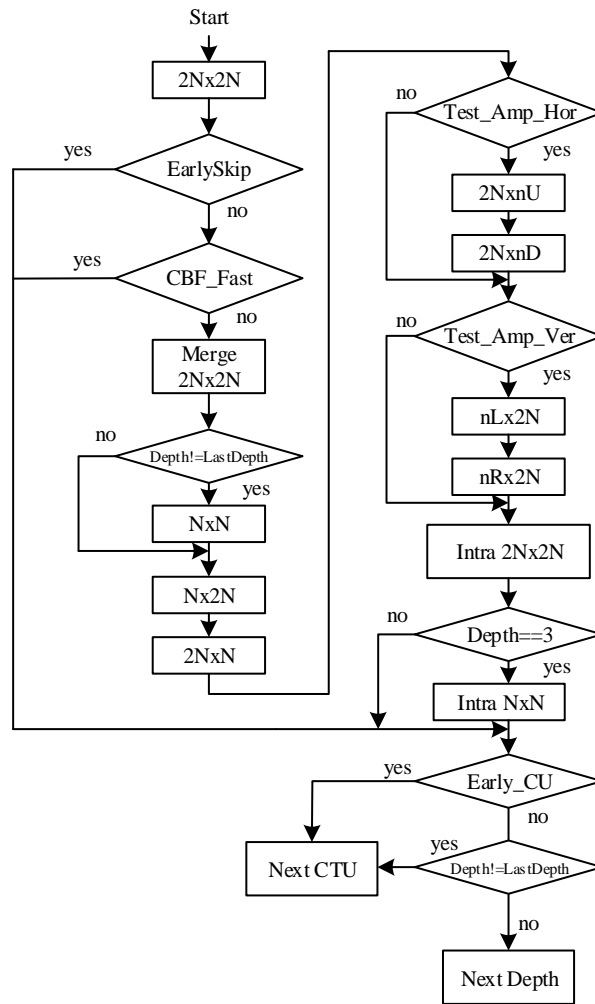 Start
2Nx2N
EarlySkip
yes
no
CBF_Fast
yes
no
Merge
2Nx2N
Depth!=LastDepth
no
yes
NxN
Nx2N
2NxN
Test_Amp_Hor
no
yes
2NxnU
2NxnD
Test_Amp_Ver
no
yes
nLx2N
nRx2N
Intra 2Nx2N
Depth==3
no
yes
Intra NxN
Early_CU
yes
no
Next CTU
yes
Depth!=LastDepth
no
Next Depth